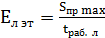 Eл эт = Sпр max / tраб. л